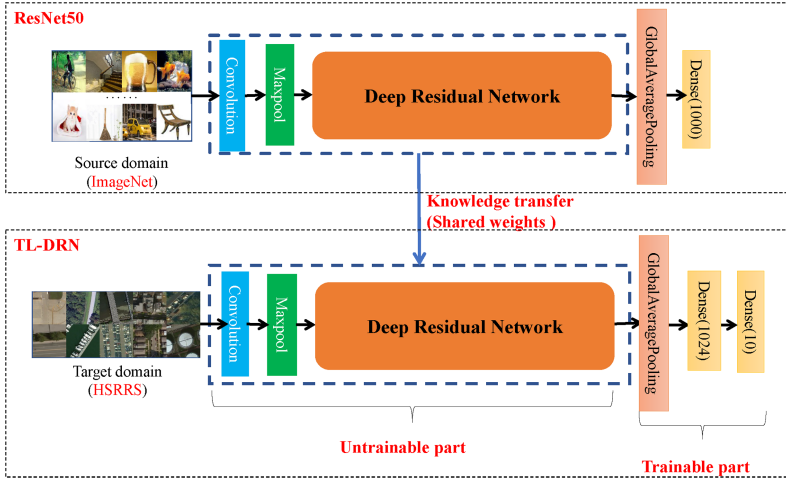 ResNet50
Convolution
Maxpool
Deep Residual Network
GlobalAveragePooling
Dense(1000)
. . . . . .
Source domain
(ImageNet)
Knowledge transfer
(Shared weights )
TL-DRN
Convolution
Maxpool
Deep Residual Network
GlobalAveragePooling
Dense(1024)
Dense(10)
Target domain
(HSRRS)
Untrainable part
Trainable part